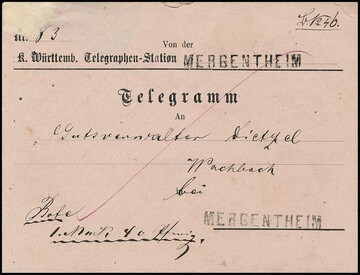 Nr. 83
Von der
K. Württemb. Telegraphen-Station MERGENTHEIM
Telegramm
An
Gutsverwalter Dietzel
Wachbach
bei
MERGENTHEIM
Bote
1. Mark 40 Pfennig